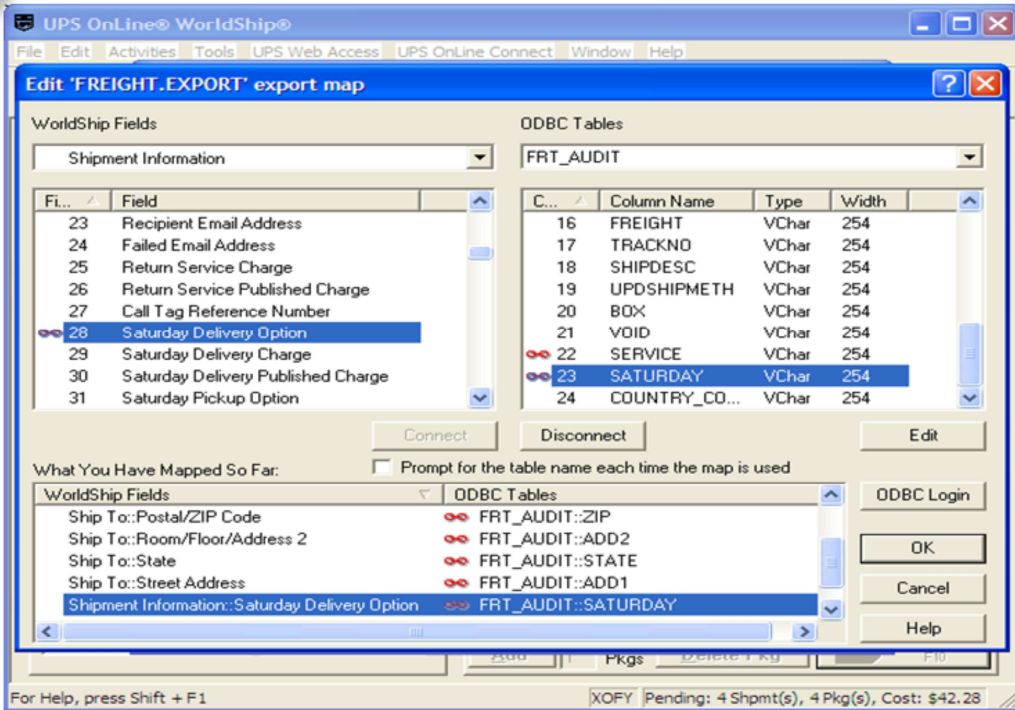 UPS OnLine® WorldShip®
File Edit Activities Tools UPS Web Access UPS OnLine Connect Window Help
Edit 'FREIGHT.EXPORT' export map
WorldShip Fields
ODBC Tables
Shipment Information
FRT_AUDIT
Fi... Field
C... Column Name Type Width
23 Recipient Email Address
16 FREIGHT VChar 254
24 Failed Email Address
17 TRACKNO VChar 254
25 Return Service Charge
18 SHIPDESC VChar 254
26 Return Service Published Charge
19 UPDSHIPMETH VChar 254
27 Call Tag Reference Number
20 BOX VChar 254
28 Saturday Delivery Option
21 VOID VChar 254
29 Saturday Delivery Charge
22 SERVICE VChar 254
30 Saturday Delivery Published Charge
23 SATURDAY VChar 254
31 Saturday Pickup Option
24 COUNTRY_CO... VChar 254
Connect Disconnect Edit
What You Have Mapped So Far:
Prompt for the table name each time the map is used
WorldShip Fields ODBC Tables
ODBC Login
Ship To::Postal/ZIP Code FRT_AUDIT::ZIP
Ship To::Room/Floor/Address 2 FRT_AUDIT::ADD2
OK
Ship To::State FRT_AUDIT::STATE
Ship To::Street Address FRT_AUDIT::ADD1
Cancel
Shipment Information::Saturday Delivery Option FRT_AUDIT::SATURDAY
Help
Add Pkgs Delete Pkg F10
For Help, press Shift + F1
XOFY Pending: 4 Shpmt(s), 4 Pkg(s), Cost: $42.28